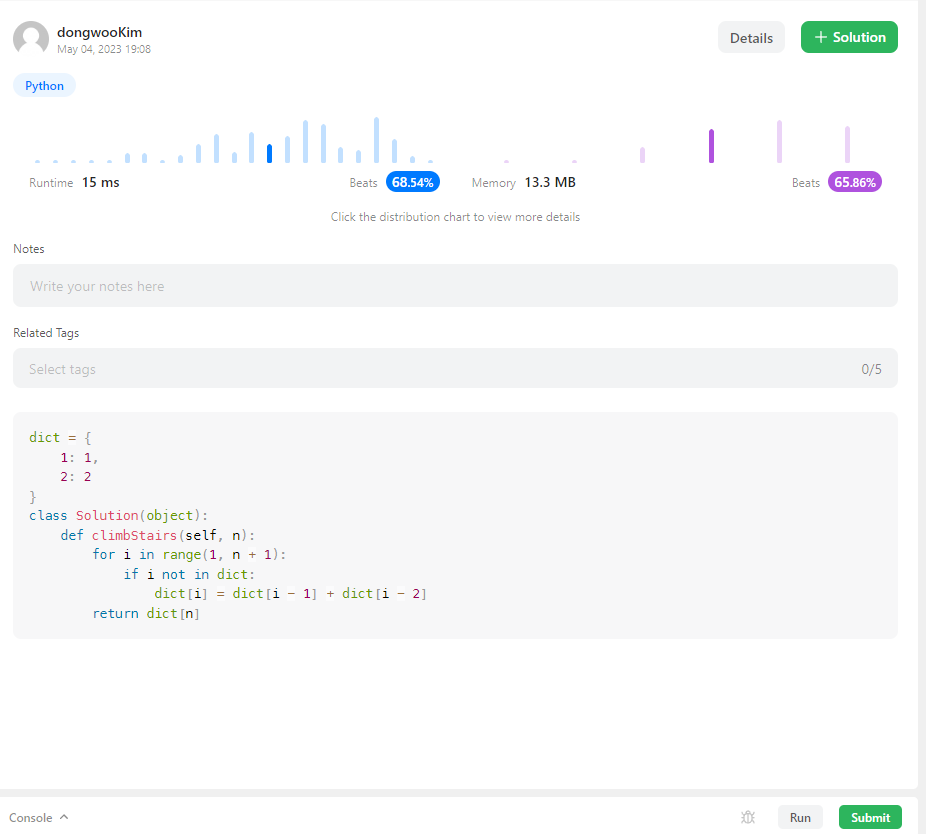 dongwooKim
May 04, 2023 19:08
Details
+ Solution
Python
Runtime 15 ms
Beats 68.54%
Memory 13.3 MB
Beats 65.86%
Click the distribution chart to view more details
Notes
Write your notes here
Related Tags
Select tags
0/5
dict = {
    1: 1,
    2: 2
}
class Solution(object):
    def climbStairs(self, n):
        for i in range(1, n + 1):
            if i not in dict:
                dict[i] = dict[i - 1] + dict[i - 2]
        return dict[n]
Console
Run
Submit